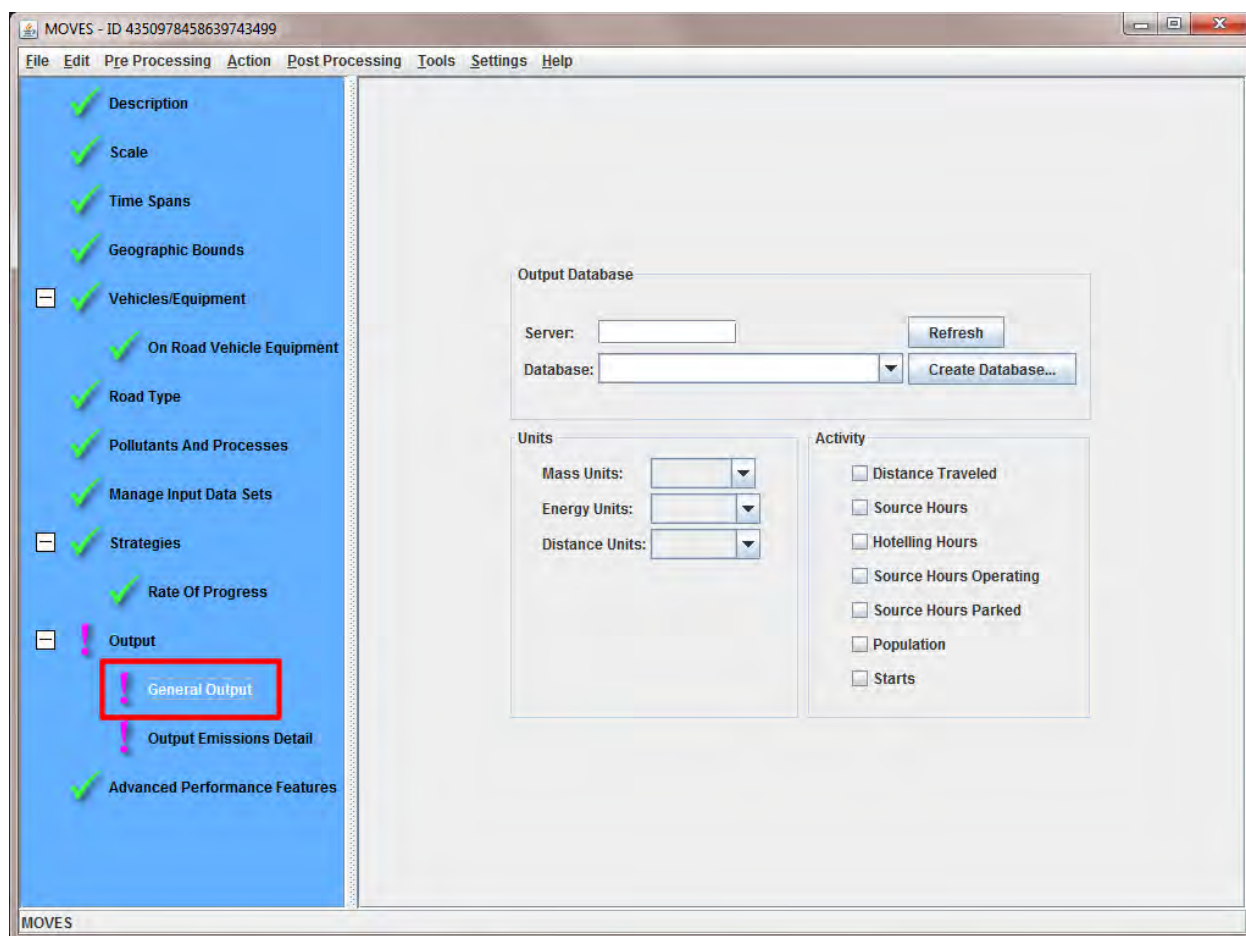 MOVES - ID 4350978458639743499
File Edit Pre Processing Action Post Processing Tools Settings Help
Description
Scale
Time Spans
Geographic Bounds
Vehicles/Equipment
On Road Vehicle Equipment
Road Type
Pollutants And Processes
Manage Input Data Sets
Strategies
Rate Of Progress
Output
General Output
Output Emissions Detail
Advanced Performance Features
Output Database
Server: Refresh
Database: Create Database...
Units
Mass Units:
Energy Units:
Distance Units:
Activity
Distance Traveled
Source Hours
Hotelling Hours
Source Hours Operating
Source Hours Parked
Population
Starts
MOVES